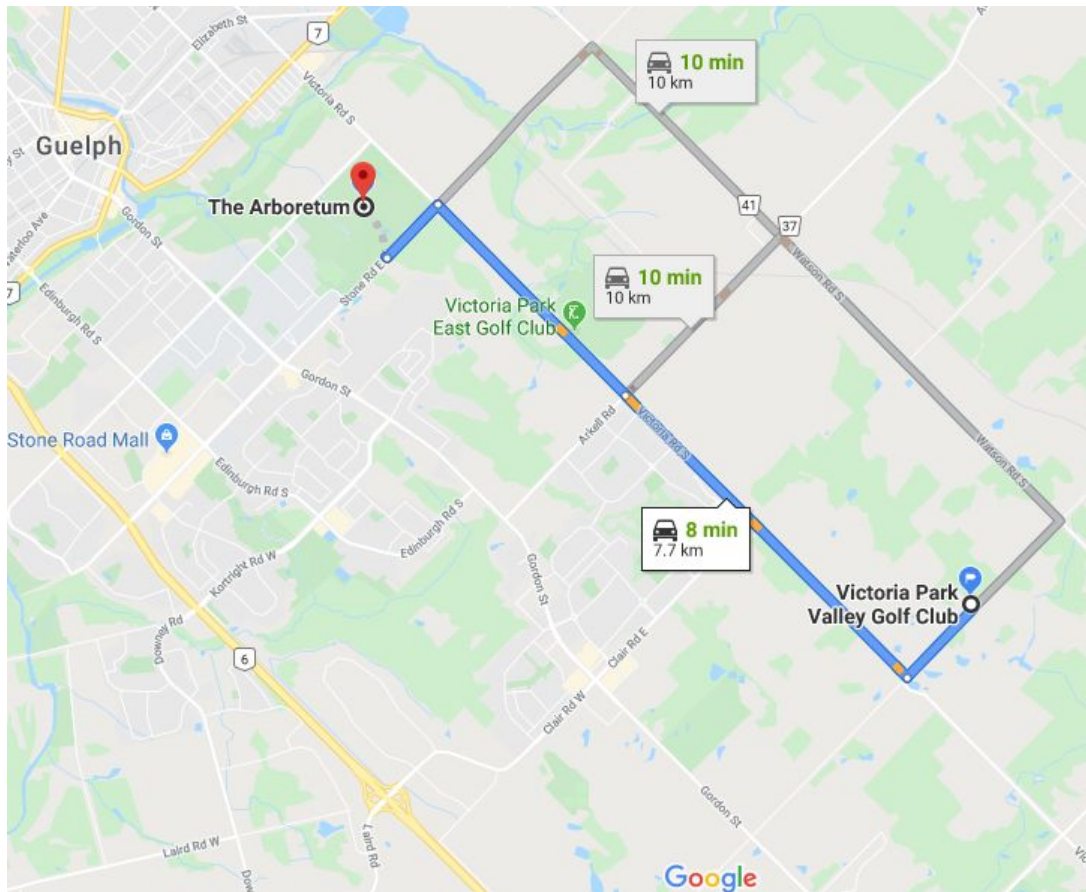 Elizabeth St
7
Victoria Rd S
10 min
10 km
Guelph
y St
The Arboretum
41
Waterloo Ave
Gordon St
37
Stone Rd E
Watson Rd S
10 min
10 km
7
Edinburgh Rd S
Victoria Park
East Golf Club
Gordon St
Arkell Rd
Victoria Rd S
Stone Road Mall
Watson Rd S
Edinburgh Rd S
Edinburgh Rd S
8 min
7.7 km
Kortright Rd W
Gordon St
Victoria Park
Valley Golf Club
Downey Rd
Clair Rd E
6
Clair Rd W
Gordon St
Laird Rd W
Laird Rd
Google